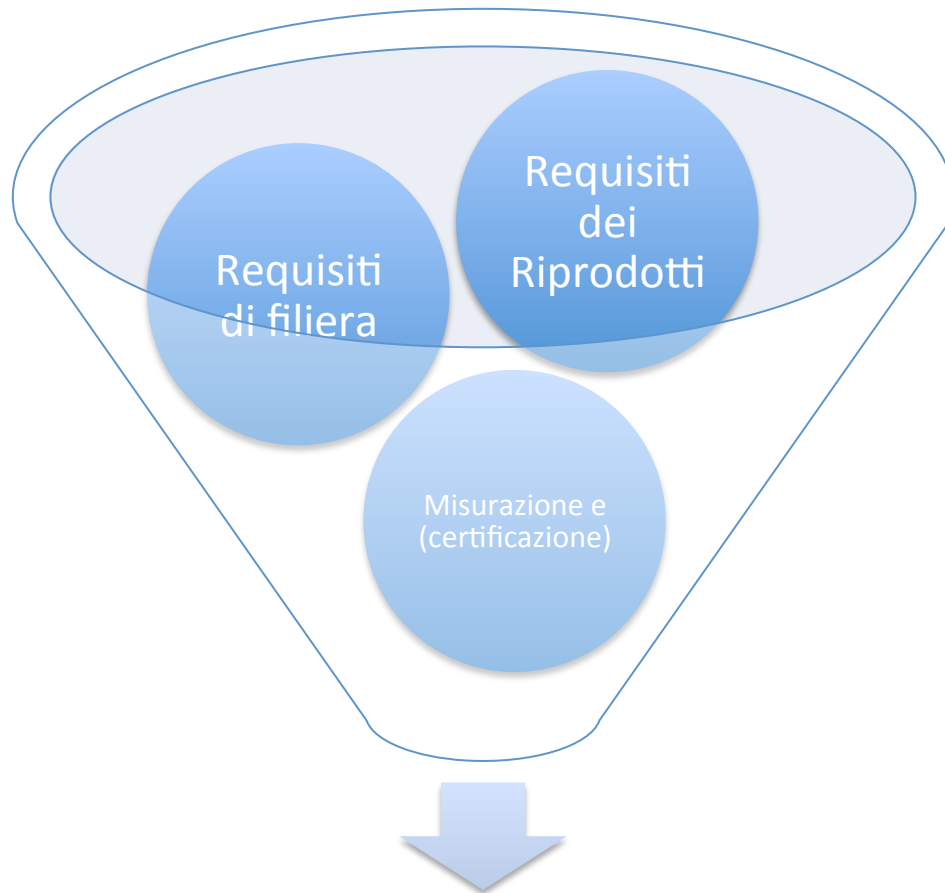 Requisiti
di filiera
Requisiti
dei
Riprodotti
Misurazione e
(certificazione)